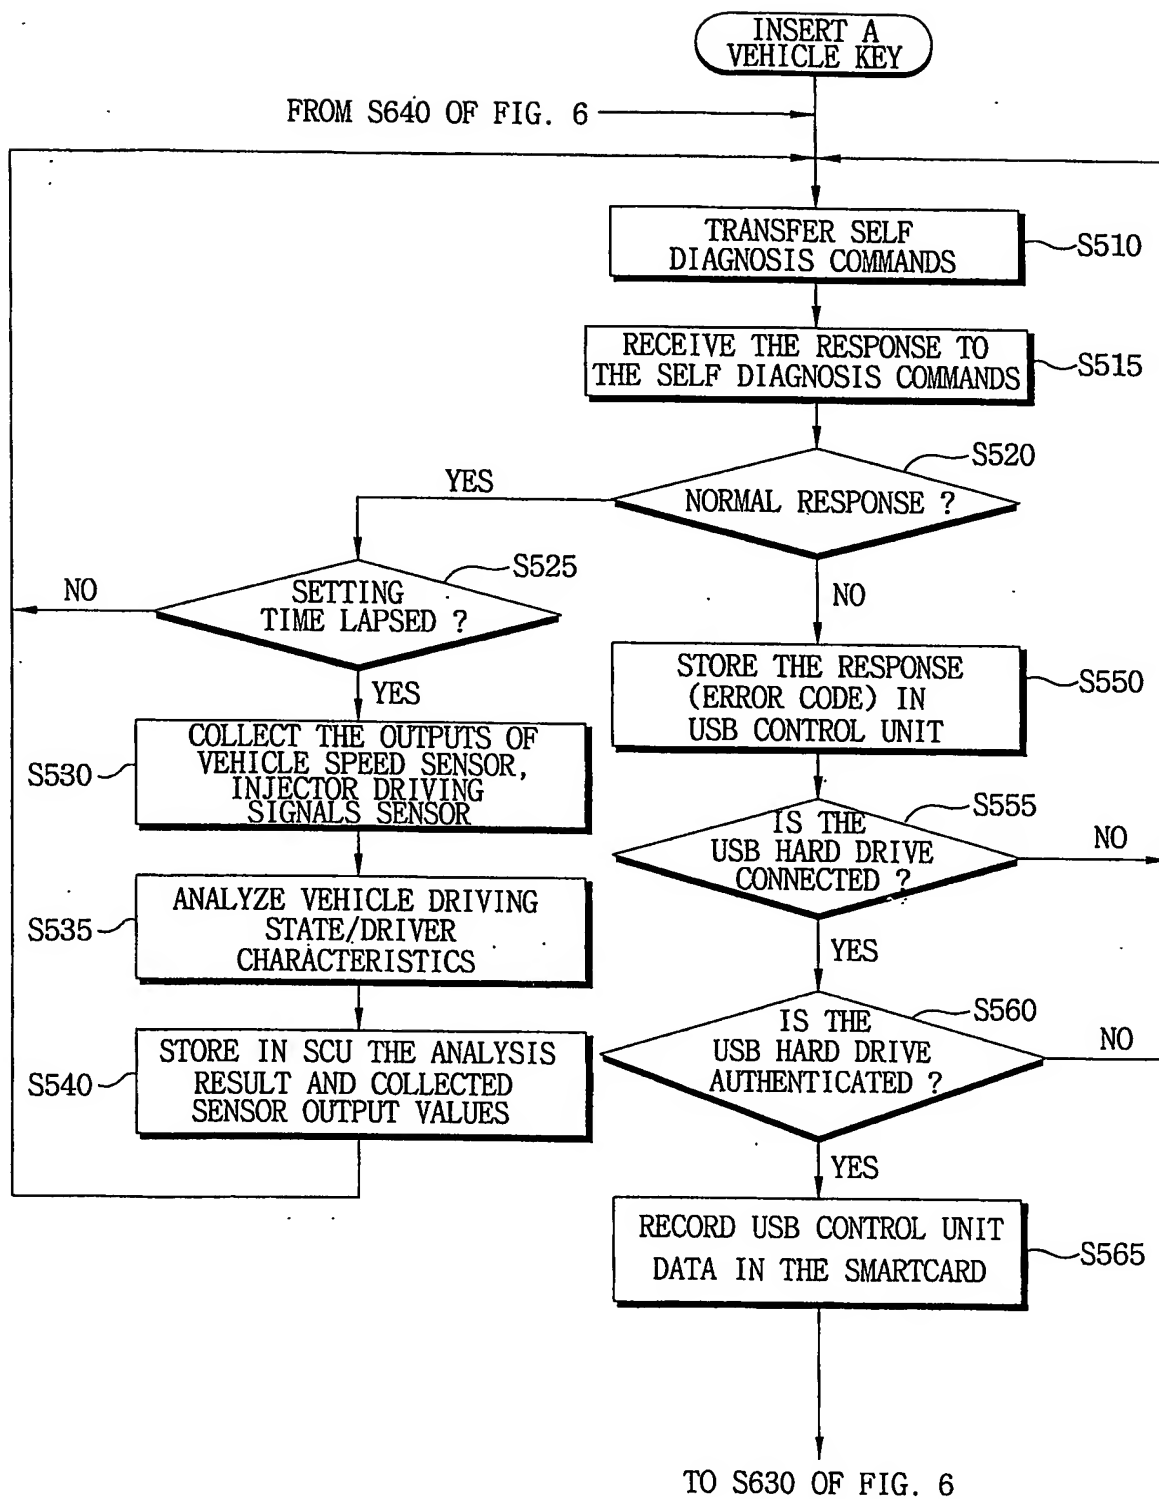 INSERT A
VEHICLE KEY
FROM S640 OF FIG. 6
TRANSFER SELF
DIAGNOSIS COMMANDS
S510
RECEIVE THE RESPONSE TO
THE SELF DIAGNOSIS COMMANDS
S515
NORMAL RESPONSE ?
S520
YES
NO
SETTING
TIME LAPSED ?
S525
NO
YES
COLLECT THE OUTPUTS OF
VEHICLE SPEED SENSOR,
INJECTOR DRIVING
SIGNALS SENSOR
S530
ANALYZE VEHICLE DRIVING
STATE/DRIVER
CHARACTERISTICS
S535
STORE IN SCU THE ANALYSIS
RESULT AND COLLECTED
SENSOR OUTPUT VALUES
S540
STORE THE RESPONSE
(ERROR CODE) IN
USB CONTROL UNIT
S550
IS THE
USB HARD DRIVE
CONNECTED ?
S555
NO
YES
IS THE
USB HARD DRIVE
AUTHENTICATED ?
S560
NO
YES
RECORD USB CONTROL UNIT
DATA IN THE SMARTCARD
S565
TO S630 OF FIG. 6